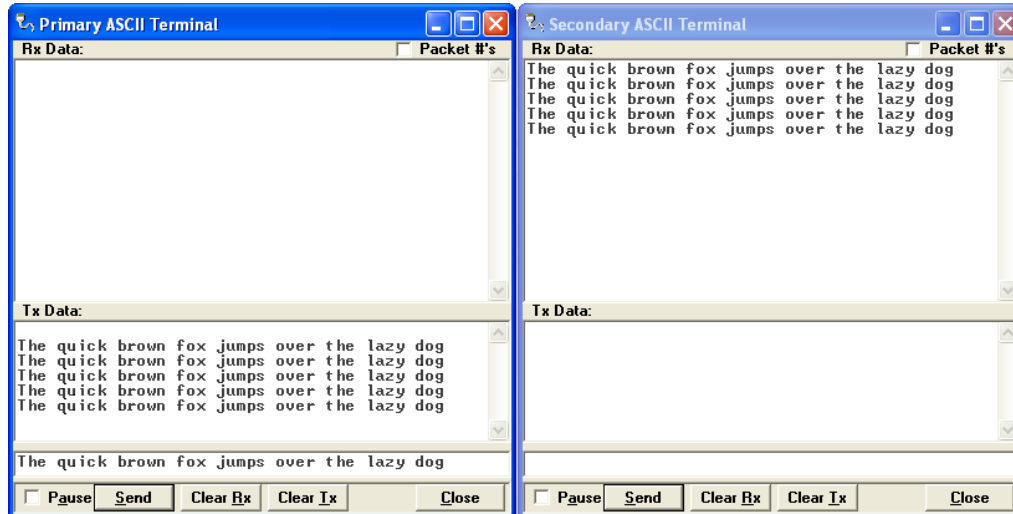 Primary ASCII Terminal
Rx Data:
Packet #'s
Tx Data:
The quick brown fox jumps over the lazy dog
The quick brown fox jumps over the lazy dog
The quick brown fox jumps over the lazy dog
The quick brown fox jumps over the lazy dog
The quick brown fox jumps over the lazy dog
The quick brown fox jumps over the lazy dog
Pause
Send
Clear Rx
Clear Tx
Close
Secondary ASCII Terminal
Rx Data:
Packet #'s
The quick brown fox jumps over the lazy dog
The quick brown fox jumps over the lazy dog
The quick brown fox jumps over the lazy dog
The quick brown fox jumps over the lazy dog
The quick brown fox jumps over the lazy dog
Tx Data:
Pause
Send
Clear Rx
Clear Tx
Close